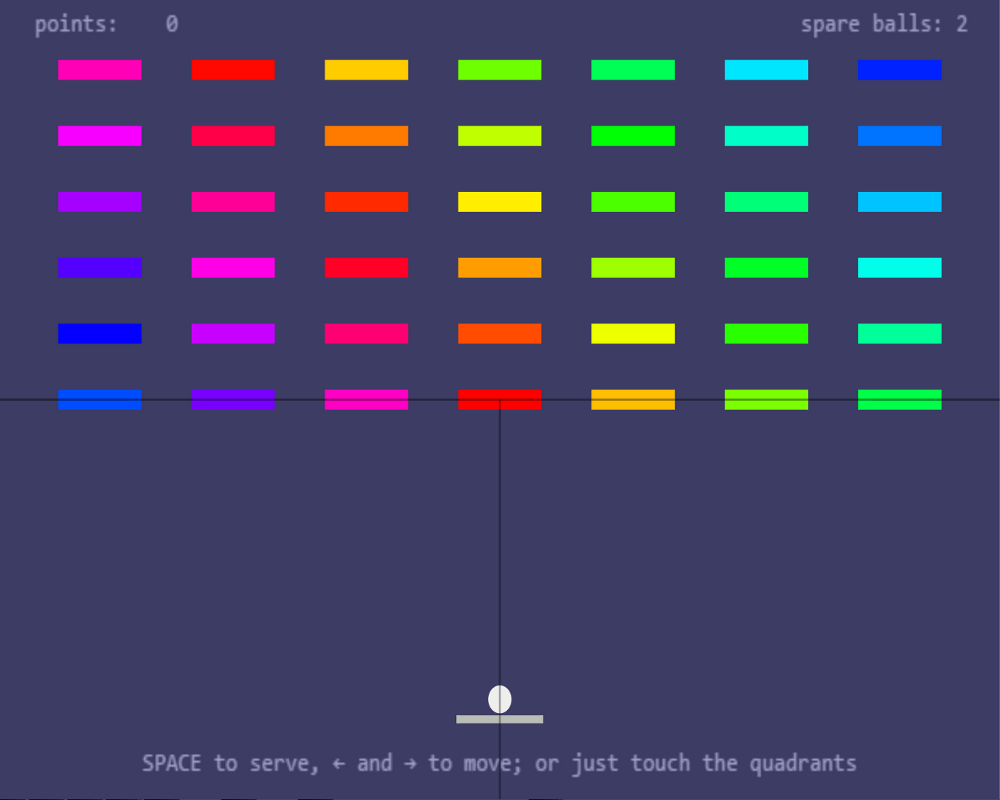 points: 0 spare balls: 2
SPACE to serve, ← and → to move; or just touch the quadrants